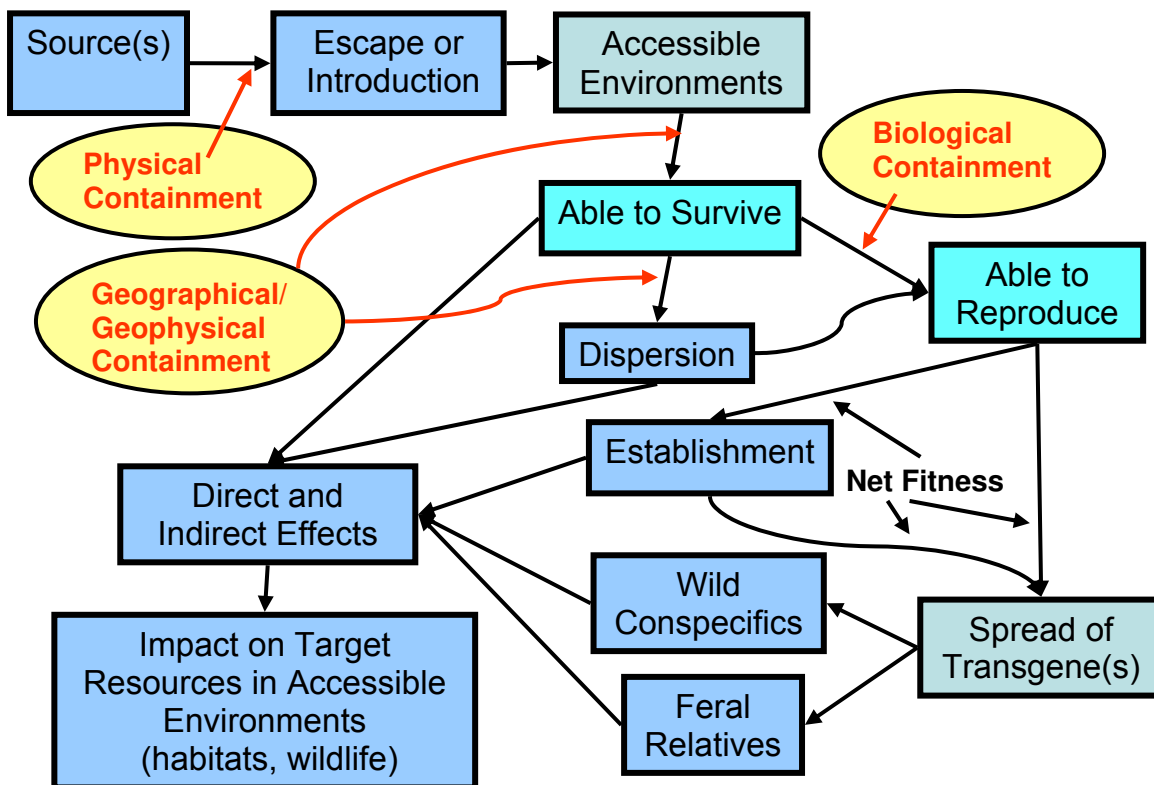 Source(s)
Escape or
Introduction
Accessible
Environments
Physical
Containment
Biological
Containment
Able to Survive
Geographical/
Geophysical
Containment
Able to
Reproduce
Dispersion
Establishment
Net Fitness
Direct and
Indirect Effects
Wild
Conspecifics
Spread of
Transgene(s)
Impact on Target
Resources in Accessible
Environments
(habitats, wildlife)
Feral
Relatives